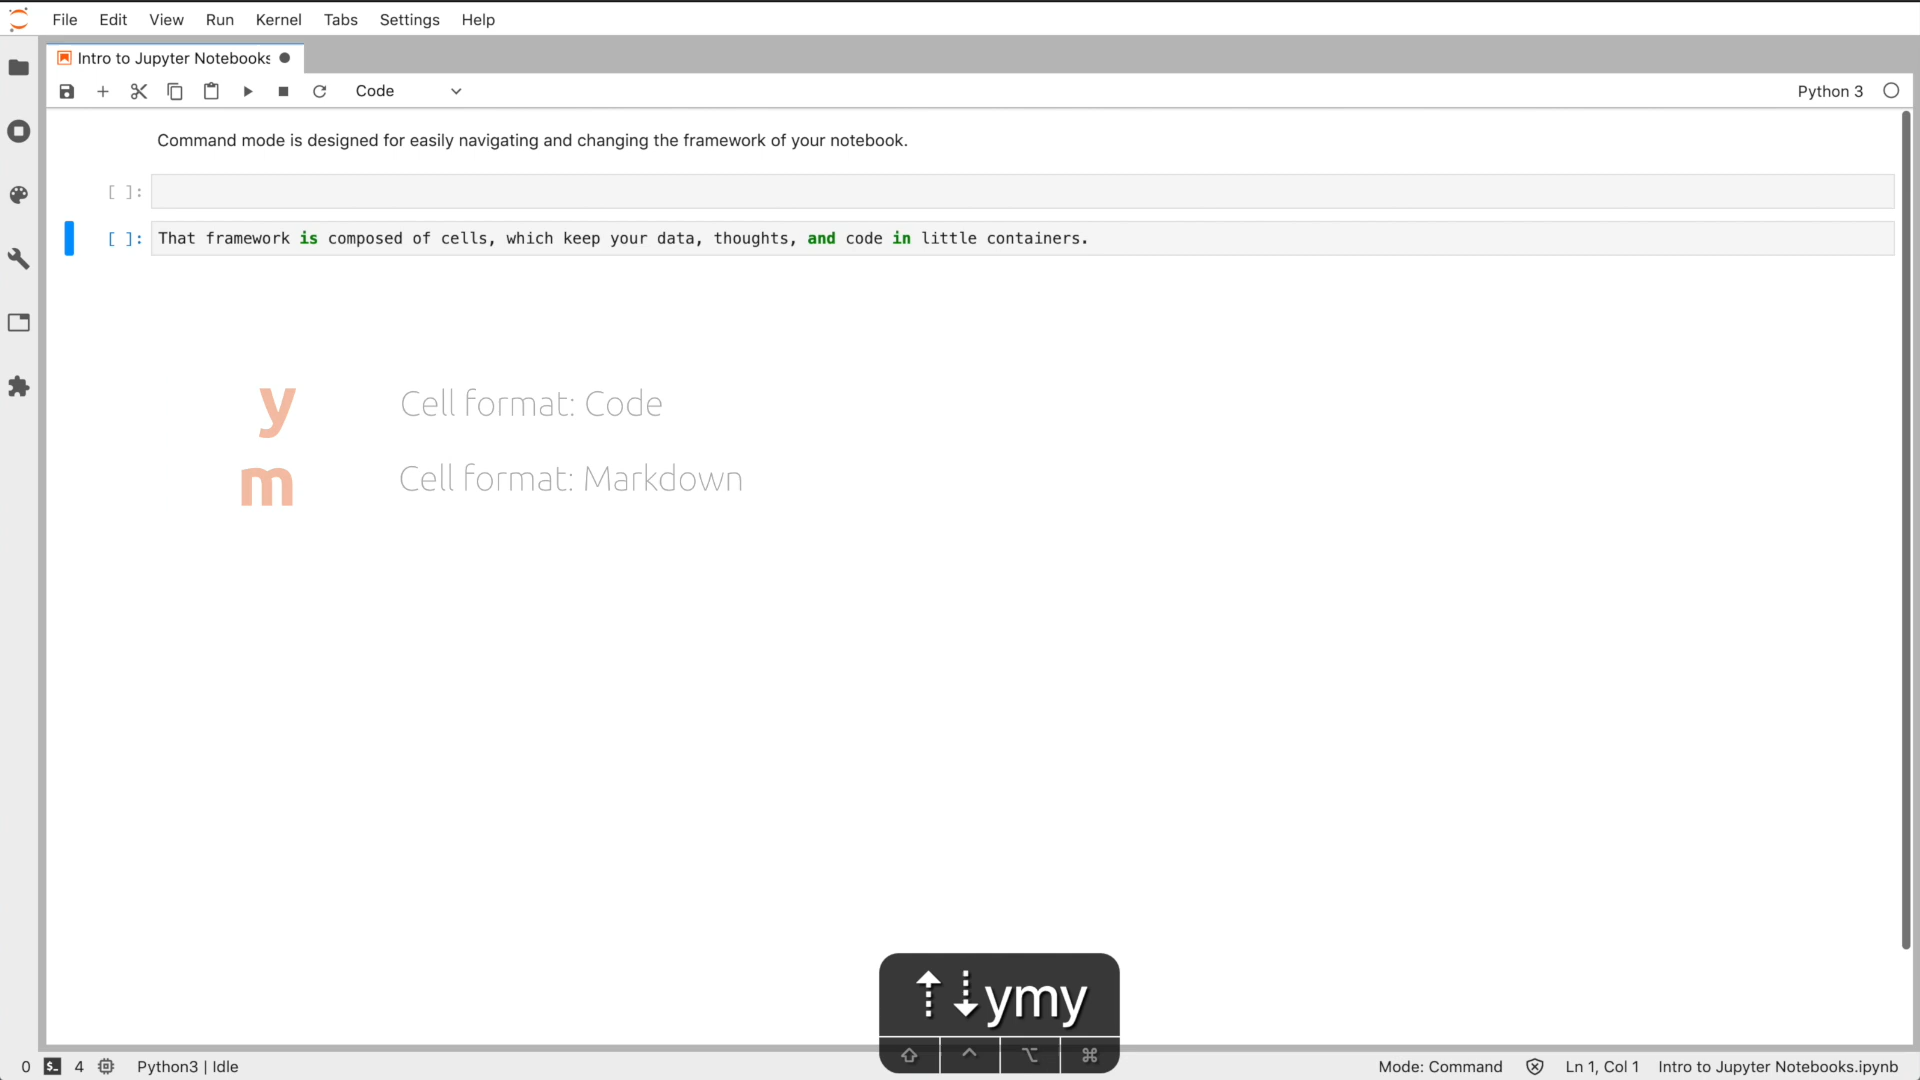 File Edit View Run Kernel Tabs Settings Help
Intro to Jupyter Notebooks
Code
Python 3
Command mode is designed for easily navigating and changing the framework of your notebook.
[ ]:
[ ]: That framework is composed of cells, which keep your data, thoughts, and code in little containers.
y Cell format: Code
m Cell format: Markdown
⇡⇣ymy
⇧ ^ ⌥ ⌘
0 $_ 4 Python3 | Idle Mode: Command Ln 1, Col 1 Intro to Jupyter Notebooks.ipynb